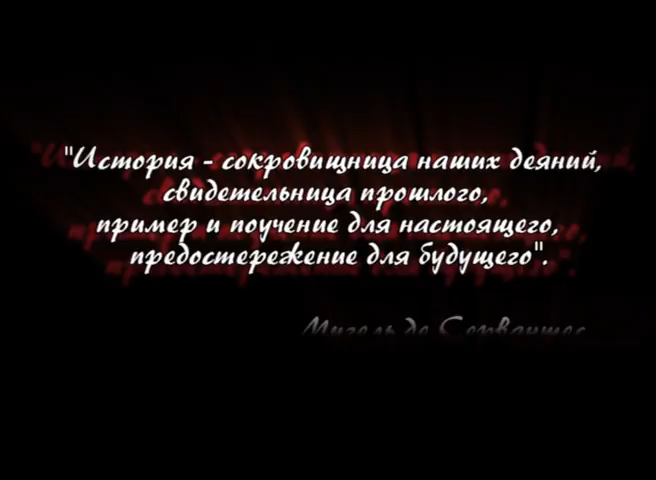 "История - сокровищница наших деяний,
свидетельница прошлого,
пример и поучение для настоящего,
предостережение для будущего".
Мигель де Сервантес